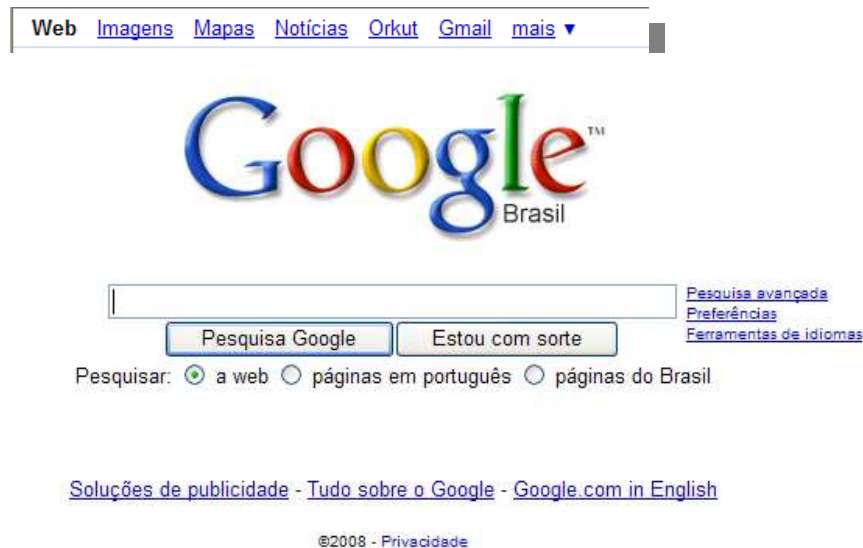 Web Imagens Mapas Notícias Orkut Gmail mais ▼
Google™
Brasil
Pesquisa avançada
Preferências
Pesquisa Google Estou com sorte Ferramentas de idiomas
Pesquisar: a web páginas em português páginas do Brasil
Soluções de publicidade - Tudo sobre o Google - Google.com in English
©2008 - Privacidade